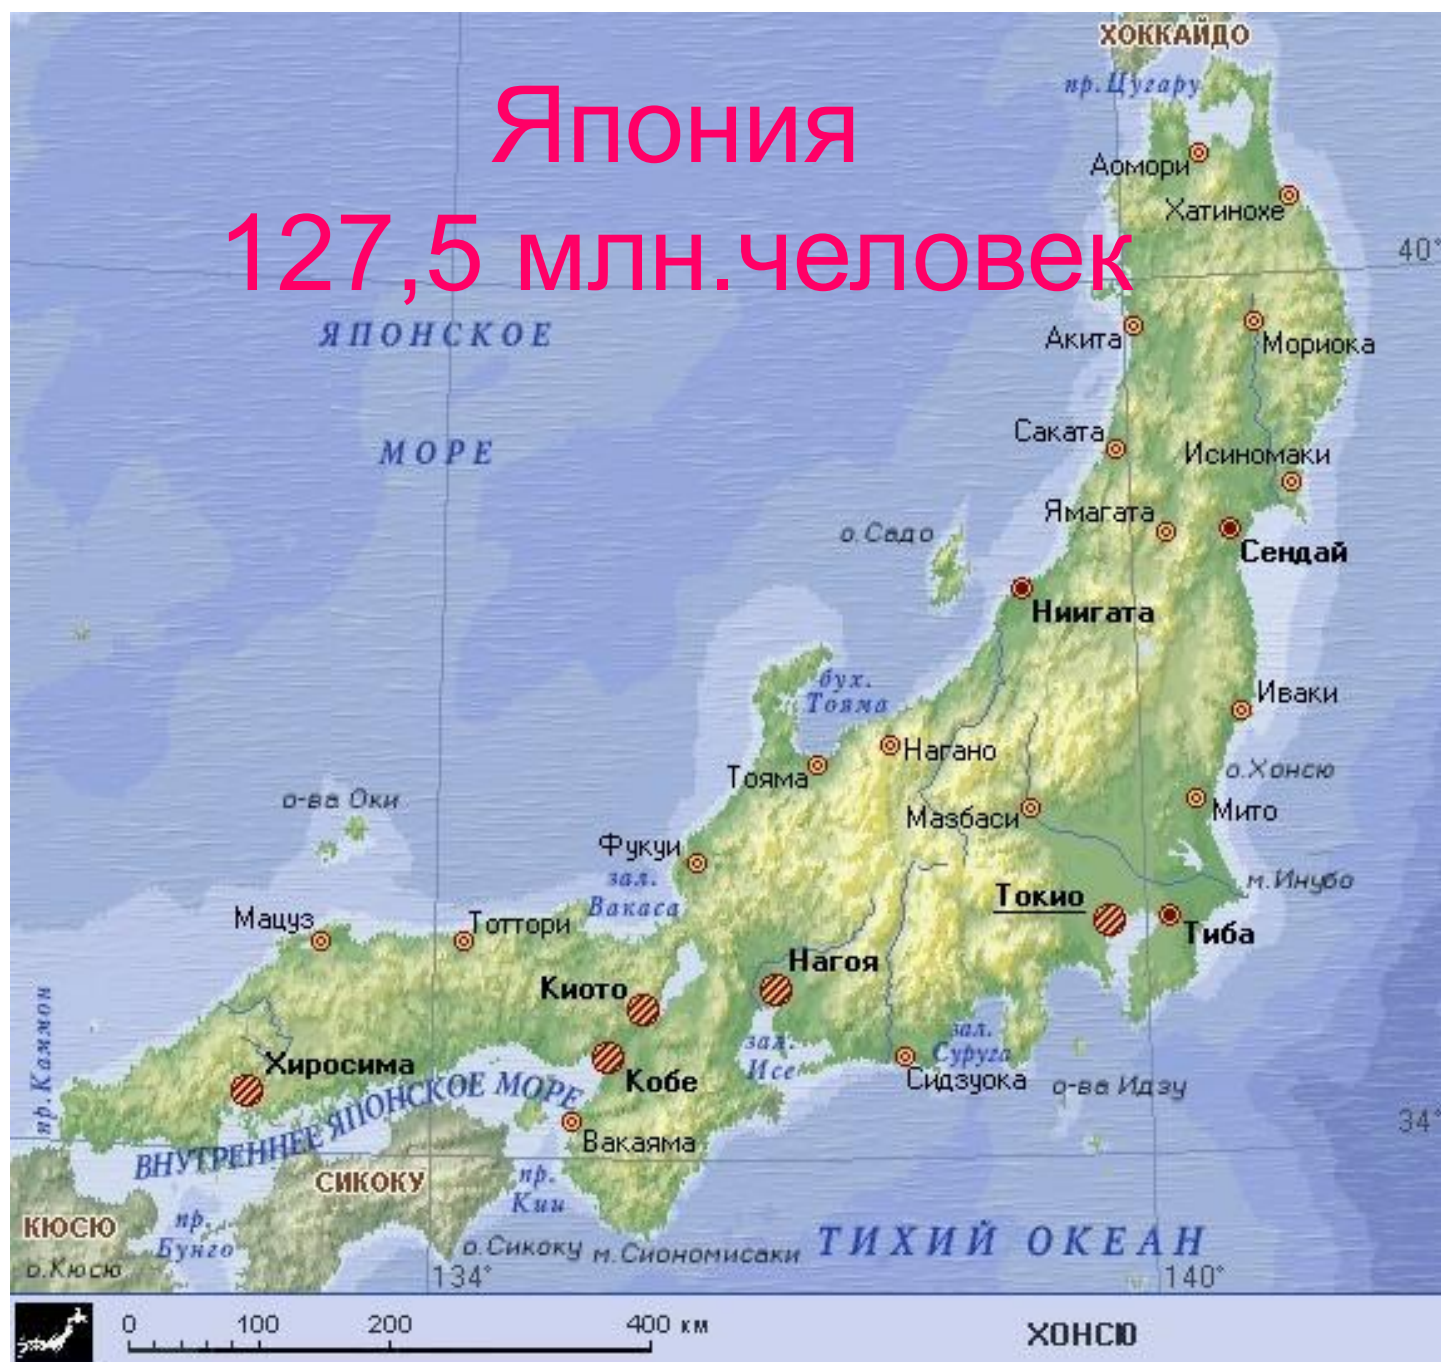 ХОККАЙДО
пр.Цугару
Япония
Аомори
Хатинохе
127,5 млн.человек
40°
ЯПОНСКОЕ
Акита
Мориока
МОРЕ
Саката
Исиномаки
Ямагата
о.Садо
Сендай
Ниигата
бух.
Тояма
Иваки
Нагано
о.Хонсю
Тояма
о-ва Оки
Мазбаси
Мито
Фукуи
зал.
Вакаса
м.Инубо
Токио
Мацуз
Тоттори
Тиба
Нагоя
Киото
пр.Каммон
зал.
Исе
зал.
Суруга
Хиросима
Кобе
Сидзуока
о-ва Идзу
ВНУТРЕННЕЕ ЯПОНСКОЕ МОРЕ
34°
Вакаяма
СИКОКУ
пр.
Кии
КЮСЮ
пр.
Бунго
о.Сикоку
м.Сиономисаки
ТИХИЙ ОКЕАН
о.Кюсю
134°
140°
0 100 200 400 км
ХОНСЮ